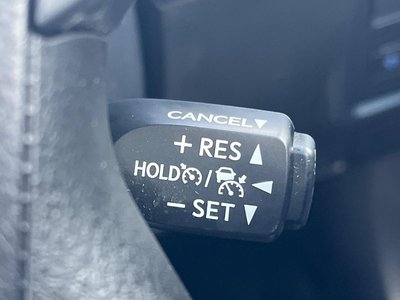 CANCEL▼
+ RES ▲
HOLD / ◀
− SET ▼